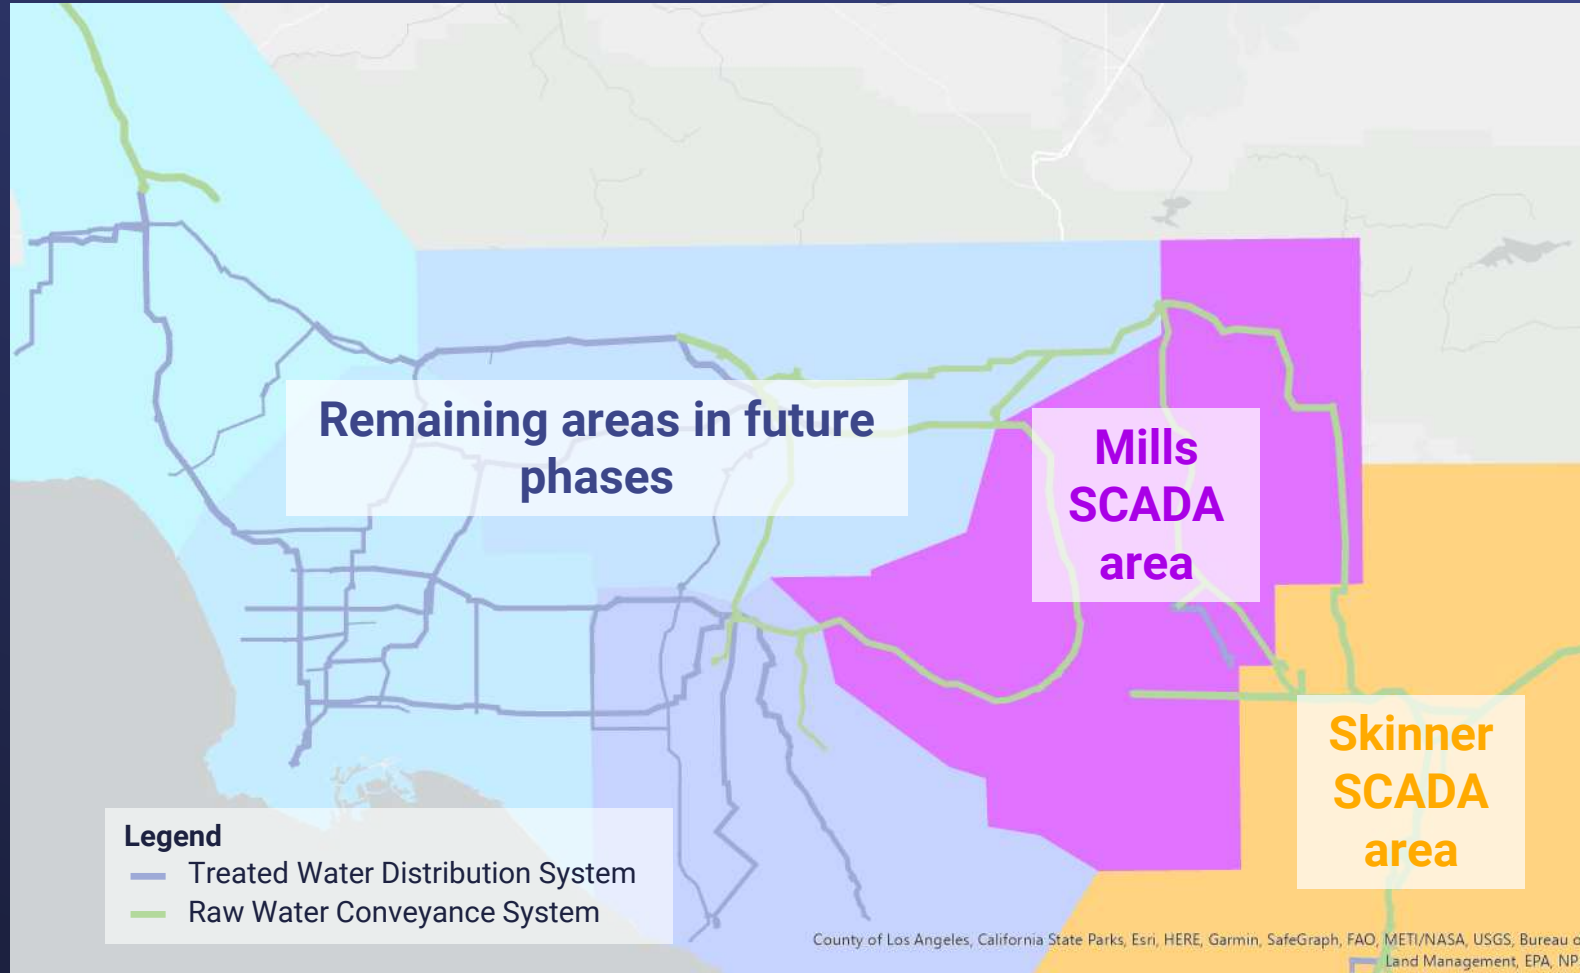 Remaining areas in future
phases
Mills
SCADA
area
Skinner
SCADA
area
Legend
Treated Water Distribution System
Raw Water Conveyance System
County of Los Angeles, California State Parks, Esri, HERE, Garmin, SafeGraph, FAO, METI/NASA, USGS, Bureau o
Land Management, EPA, NP